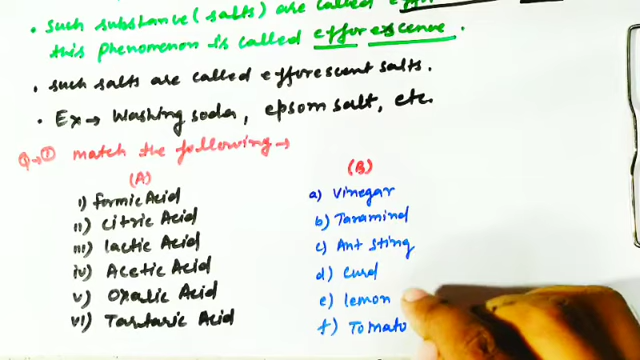 • Such substance (salts) are called
this phenomenon is called efforescence.
• such salts are called efforescent salts.
• Ex→ Washing soda, epsom salt, etc.
Q→① match the following→
(A) (B)
i) formic Acid a) Vinegar
ii) citric Acid b) Taramind
iii) lactic Acid c) Ant sting
iv) Acetic Acid d) Curd
v) Oxalic Acid e) lemon
vi) Tartaric Acid f) Tomato